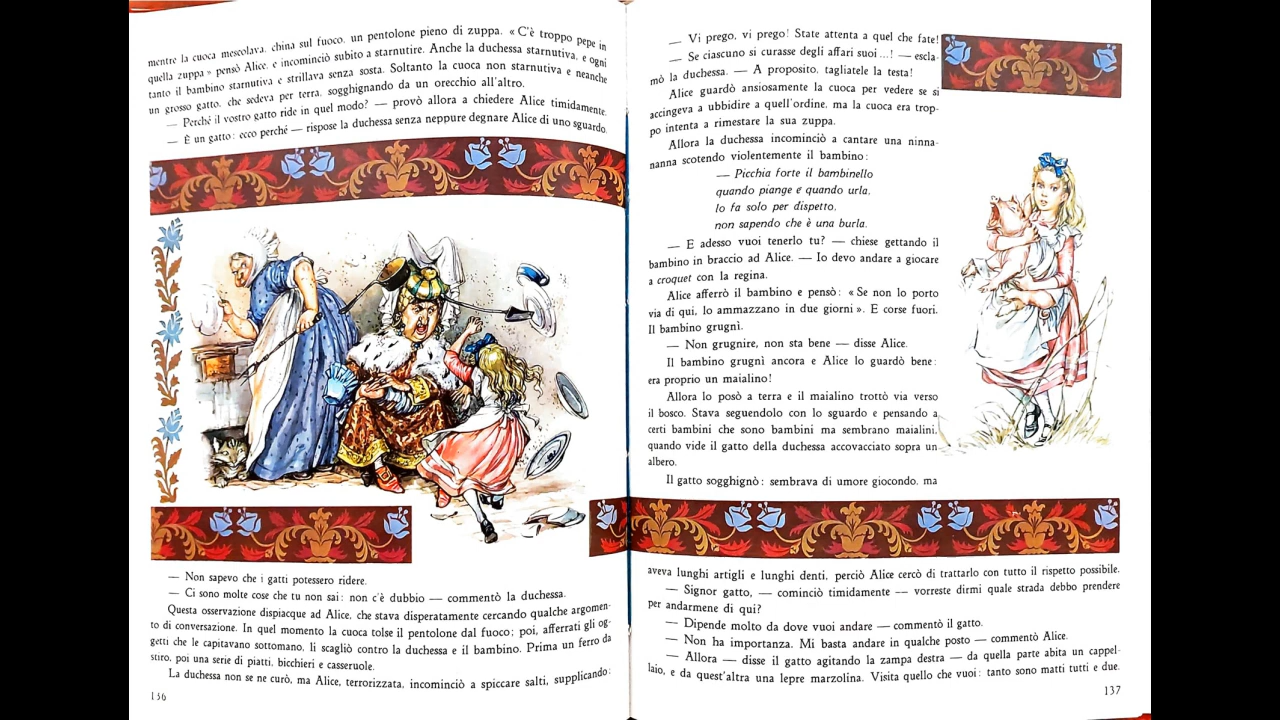 mentre la cuoca mescolava, china sul fuoco, un pentolone pieno di zuppa. « C'è troppo pepe in
quella zuppa » pensò Alice, e incominciò subito a starnutire. Anche la duchessa starnutiva, e ogni
tanto il bambino starnutiva e strillava senza sosta. Soltanto la cuoca non starnutiva e neanche
un grosso gatto, che sedeva per terra, sogghignando da un orecchio all'altro.
— Perché il vostro gatto ride in quel modo? — provò allora a chiedere Alice timidamente.
— È un gatto: ecco perché — rispose la duchessa senza neppure degnare Alice di uno sguardo.
— Non sapevo che i gatti potessero ridere.
— Ci sono molte cose che tu non sai: non c'è dubbio — commentò la duchessa.
Questa osservazione dispiacque ad Alice, che stava disperatamente cercando qualche argomen-
to di conversazione. In quel momento la cuoca tolse il pentolone dal fuoco; poi, afferrati gli og-
getti che le capitavano sottomano, li scagliò contro la duchessa e il bambino. Prima un ferro da
stiro, poi una serie di piatti, bicchieri e casseruole.
La duchessa non se ne curò, ma Alice, terrorizzata, incominciò a spiccare salti, supplicando:
136
— Vi prego, vi prego! State attenta a quel che fate!
— Se ciascuno si curasse degli affari suoi...! — escla-
mò la duchessa. — A proposito, tagliatele la testa!
Alice guardò ansiosamente la cuoca per vedere se si
accingeva a ubbidire a quell'ordine, ma la cuoca era trop-
po intenta a rimestare la sua zuppa.
Allora la duchessa incominciò a cantare una ninna-
nanna scotendo violentemente il bambino:
— Picchia forte il bambinello
quando piange e quando urla,
lo fa solo per dispetto,
non sapendo che è una burla.
— E adesso vuoi tenerlo tu? — chiese gettando il
bambino in braccio ad Alice. — Io devo andare a giocare
a croquet con la regina.
Alice afferrò il bambino e pensò: « Se non lo porto
via di qui, lo ammazzano in due giorni ». E corse fuori.
Il bambino grugnì.
— Non grugnire, non sta bene — disse Alice.
Il bambino grugnì ancora e Alice lo guardò bene:
era proprio un maialino!
Allora lo posò a terra e il maialino trottò via verso
il bosco. Stava seguendolo con lo sguardo e pensando a
certi bambini che sono bambini ma sembrano maialini,
quando vide il gatto della duchessa accovacciato sopra un
albero.
Il gatto sogghignò: sembrava di umore giocondo, ma
aveva lunghi artigli e lunghi denti, perciò Alice cercò di trattarlo con tutto il rispetto possibile.
— Signor gatto, — cominciò timidamente — vorreste dirmi quale strada debbo prendere
per andarmene di qui?
— Dipende molto da dove vuoi andare — commentò il gatto.
— Non ha importanza. Mi basta andare in qualche posto — commentò Alice.
— Allora — disse il gatto agitando la zampa destra — da quella parte abita un cappel-
laio, e da quest'altra una lepre marzolina. Visita quello che vuoi: tanto sono matti tutti e due.
137